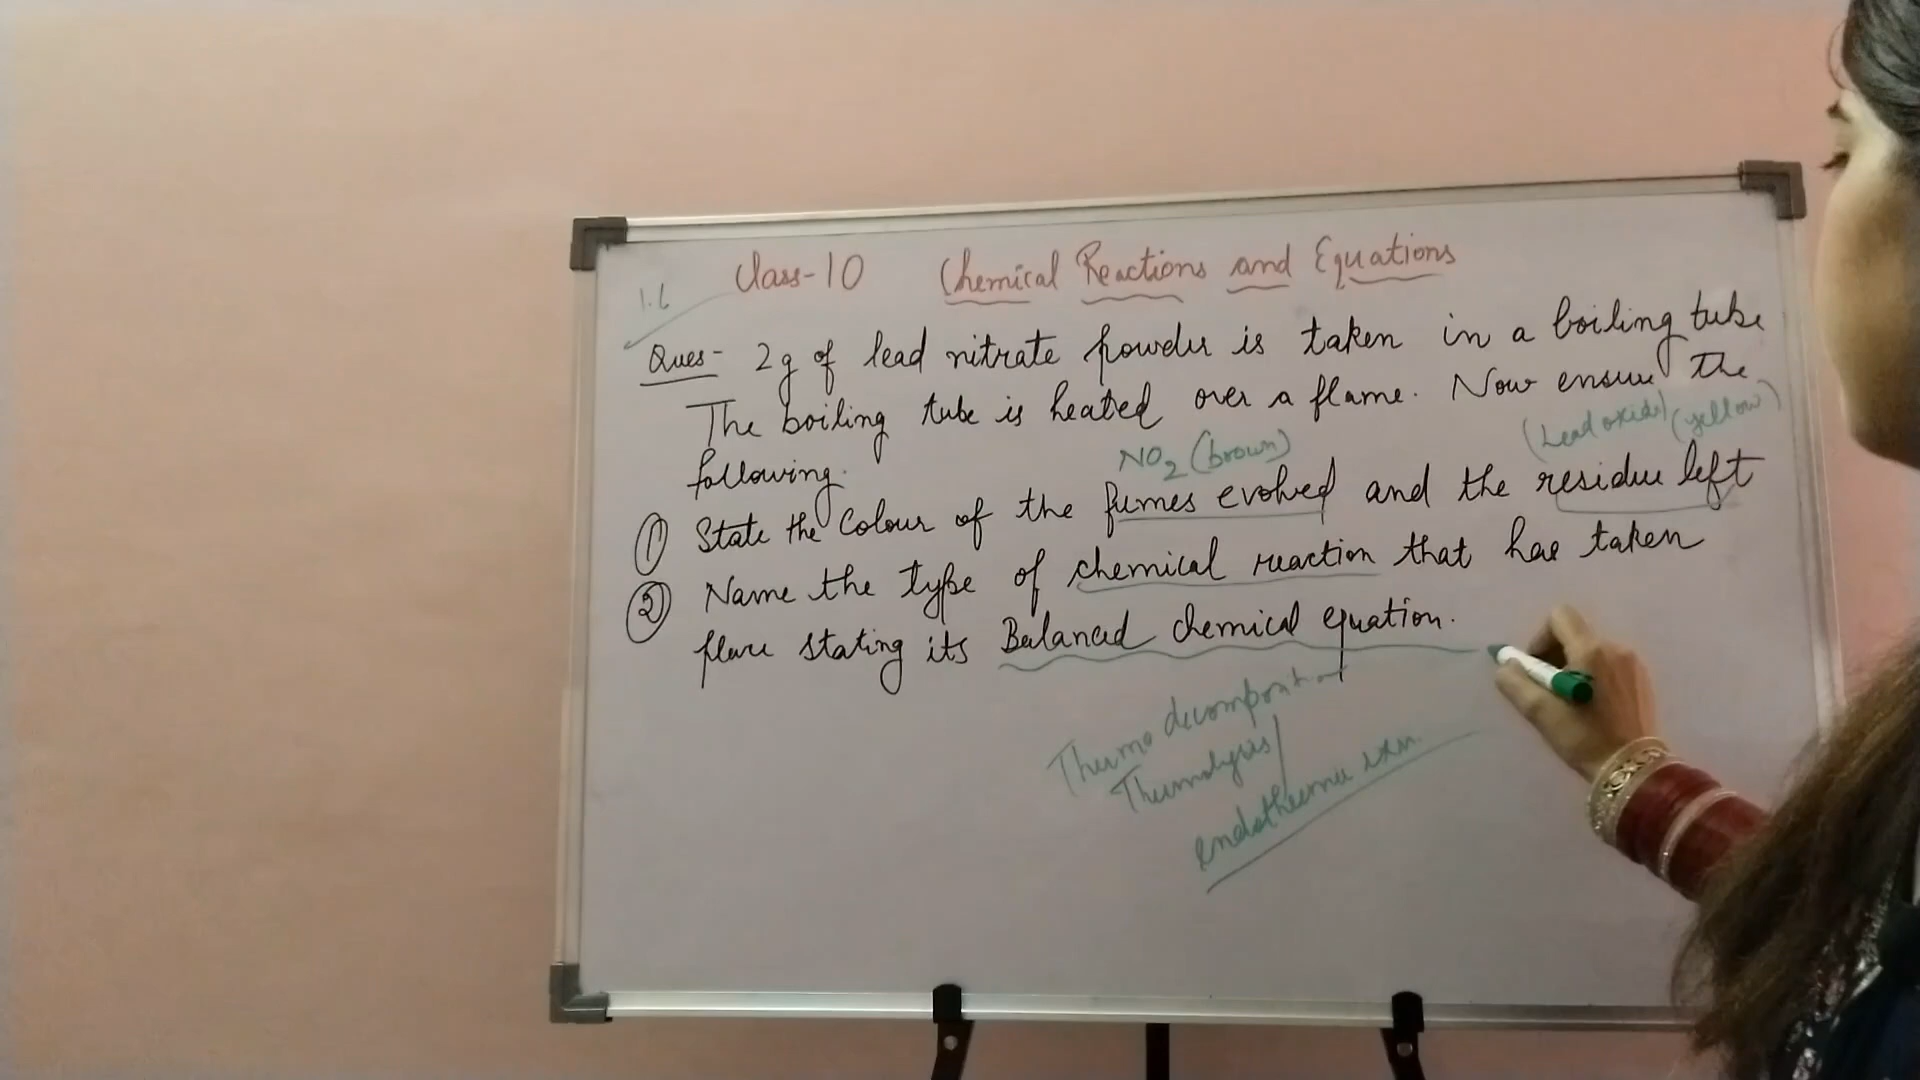 Class-10 Chemical Reactions and Equations
1.6
Ques- 2g of lead nitrate powder is taken in a boiling tube
The boiling tube is heated over a flame. Now ensure the
following.
(Lead oxide) (yellow)
NO2 (brown)
① State the Colour of the fumes evolved and the residue left
② Name the type of chemical reaction that has taken
place stating its Balanced chemical equation.
Thermo decomposition
Thermolysis/
endothermic rxn.